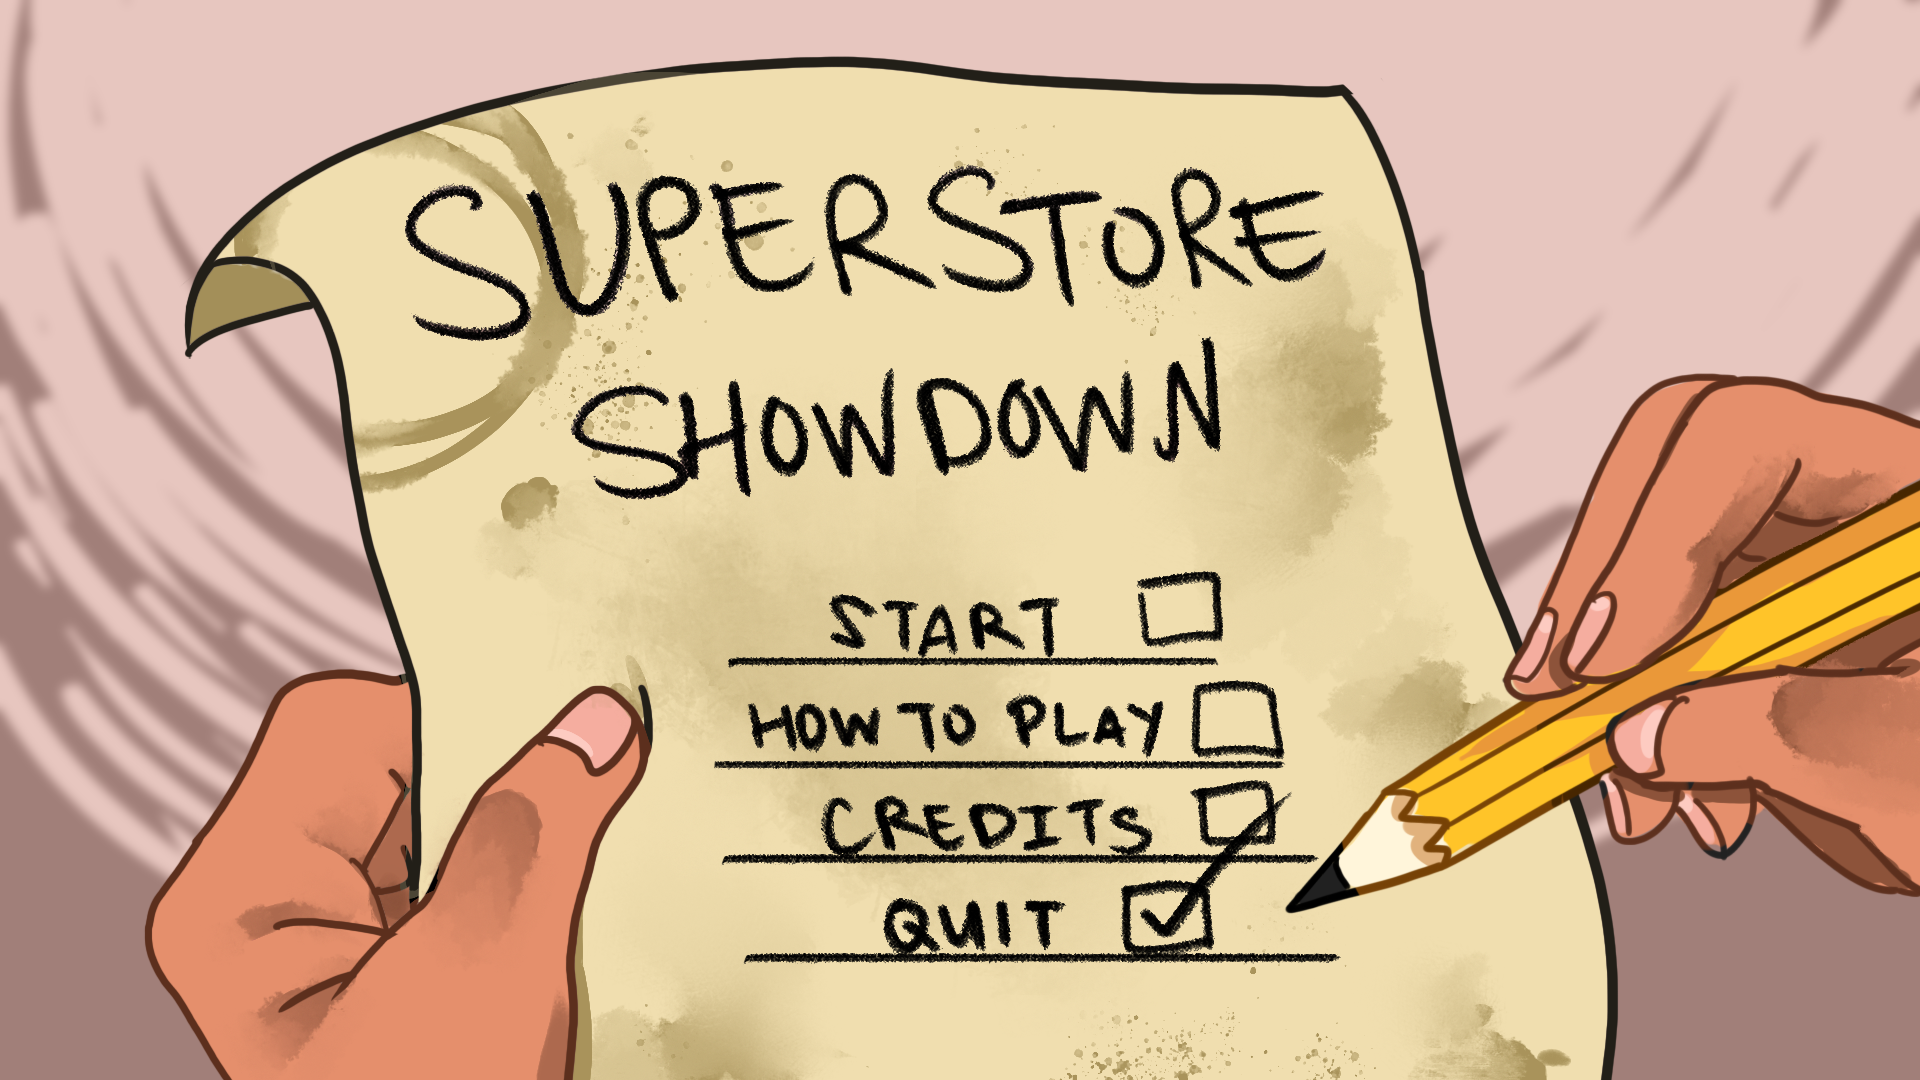 SUPERSTORE
SHOWDOWN
START
HOW TO PLAY
CREDITS
QUIT